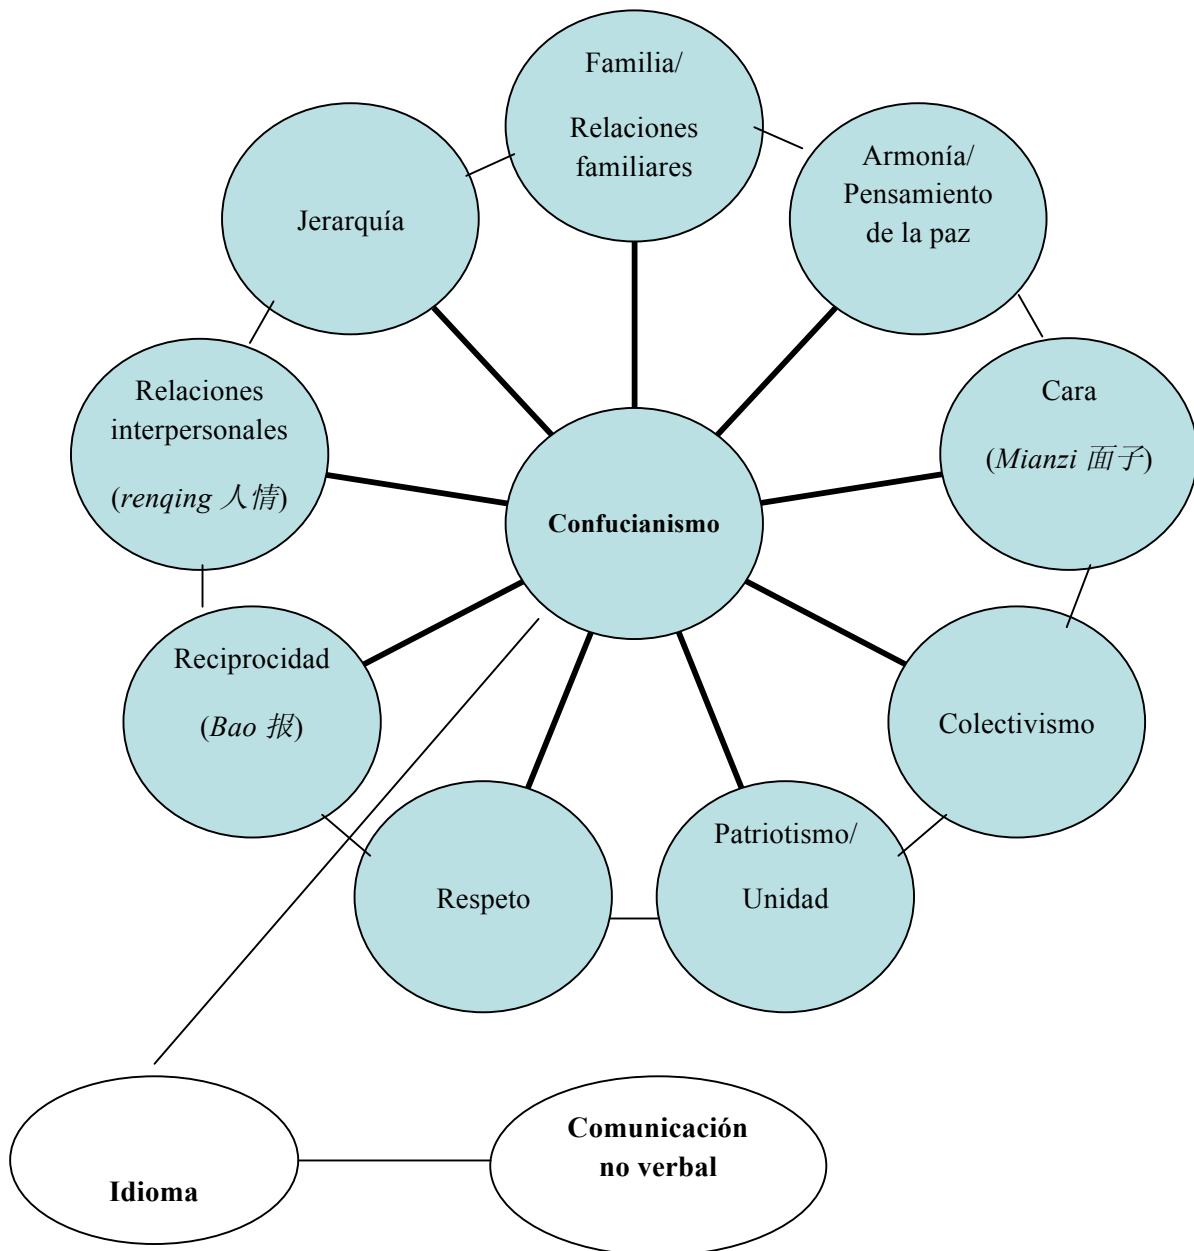 Familia/
Relaciones
familiares
Armonía/
Pensamiento
de la paz
Jerarquía
Relaciones
interpersonales
(renqing 人情)
Cara
(Mianzi 面子)
Confucianismo
Reciprocidad
(Bao 报)
Colectivismo
Respeto
Patriotismo/
Unidad
Comunicación
no verbal
Idioma